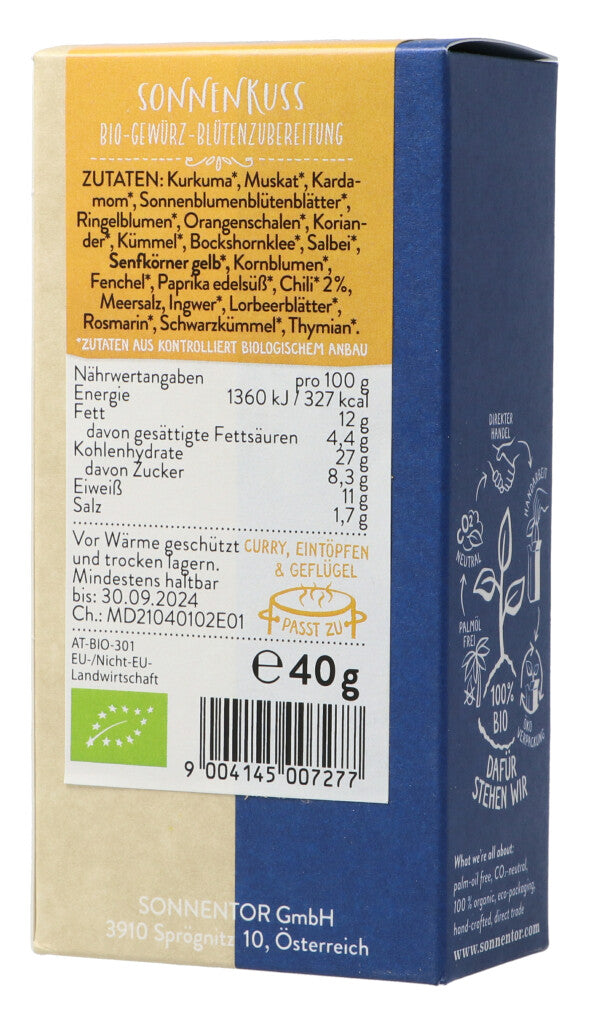 SONNENKUSS
BIO-GEWÜRZ-BLÜTENZUBEREITUNG
ZUTATEN: Kurkuma*, Muskat*, Karda-
mom*, Sonnenblumenblütenblätter*,
Ringelblumen*, Orangenschalen*, Korian-
der*, Kümmel*, Bockshornklee*, Salbei*,
Senfkörner gelb*, Kornblumen*,
Fenchel*, Paprika edelsüß*, Chili* 2%,
Meersalz, Ingwer*, Lorbeerblätter*,
Rosmarin*, Schwarzkümmel*, Thymian*.
*ZUTATEN AUS KONTROLLIERT BIOLOGISCHEM ANBAU
Nährwertangaben pro 100 g
Energie 1360 kJ / 327 kcal
Fett 12 g
davon gesättigte Fettsäuren 4,4 g
Kohlenhydrate 27 g
davon Zucker 8,3 g
Eiweiß 11 g
Salz 1,7 g
Vor Wärme geschützt
und trocken lagern.
Mindestens haltbar
bis: 30.09.2024
Ch.: MD21040102E01
CURRY, EINTÖPFEN
& GEFLÜGEL
PASST ZU
AT-BIO-301
EU-/Nicht-EU-
Landwirtschaft
e 40 g
9 004145 007277
SONNENTOR GmbH
3910 Sprögnitz 10, Österreich
DIREKTER
HANDEL
HANDARBEIT
CO2
NEUTRAL
PALMÖL
FREI
100%
BIO
ÖKO
VERPACKUNG
DAFÜR
STEHEN WIR
What we're all about:
palm-oil free, CO2-neutral,
100 % organic, eco-packaging,
hand-crafted, direct trade
www.sonnentor.com